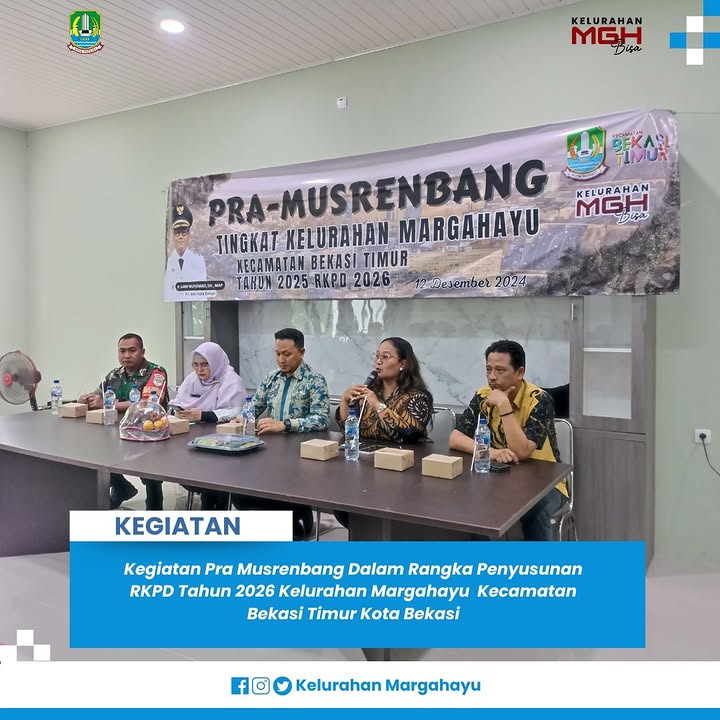 KELURAHAN
MGH
Bisa
KECAMATAN
BEKASI
TIMUR
KELURAHAN
MGH
Bisa
PRA-MUSRENBANG
TINGKAT KELURAHAN MARGAHAYU
KECAMATAN BEKASI TIMUR
TAHUN 2025 RKPD 2026
12 Desember 2024
KEGIATAN
Kegiatan Pra Musrenbang Dalam Rangka Penyusunan
RKPD Tahun 2026 Kelurahan Margahayu Kecamatan
Bekasi Timur Kota Bekasi
Kelurahan Margahayu